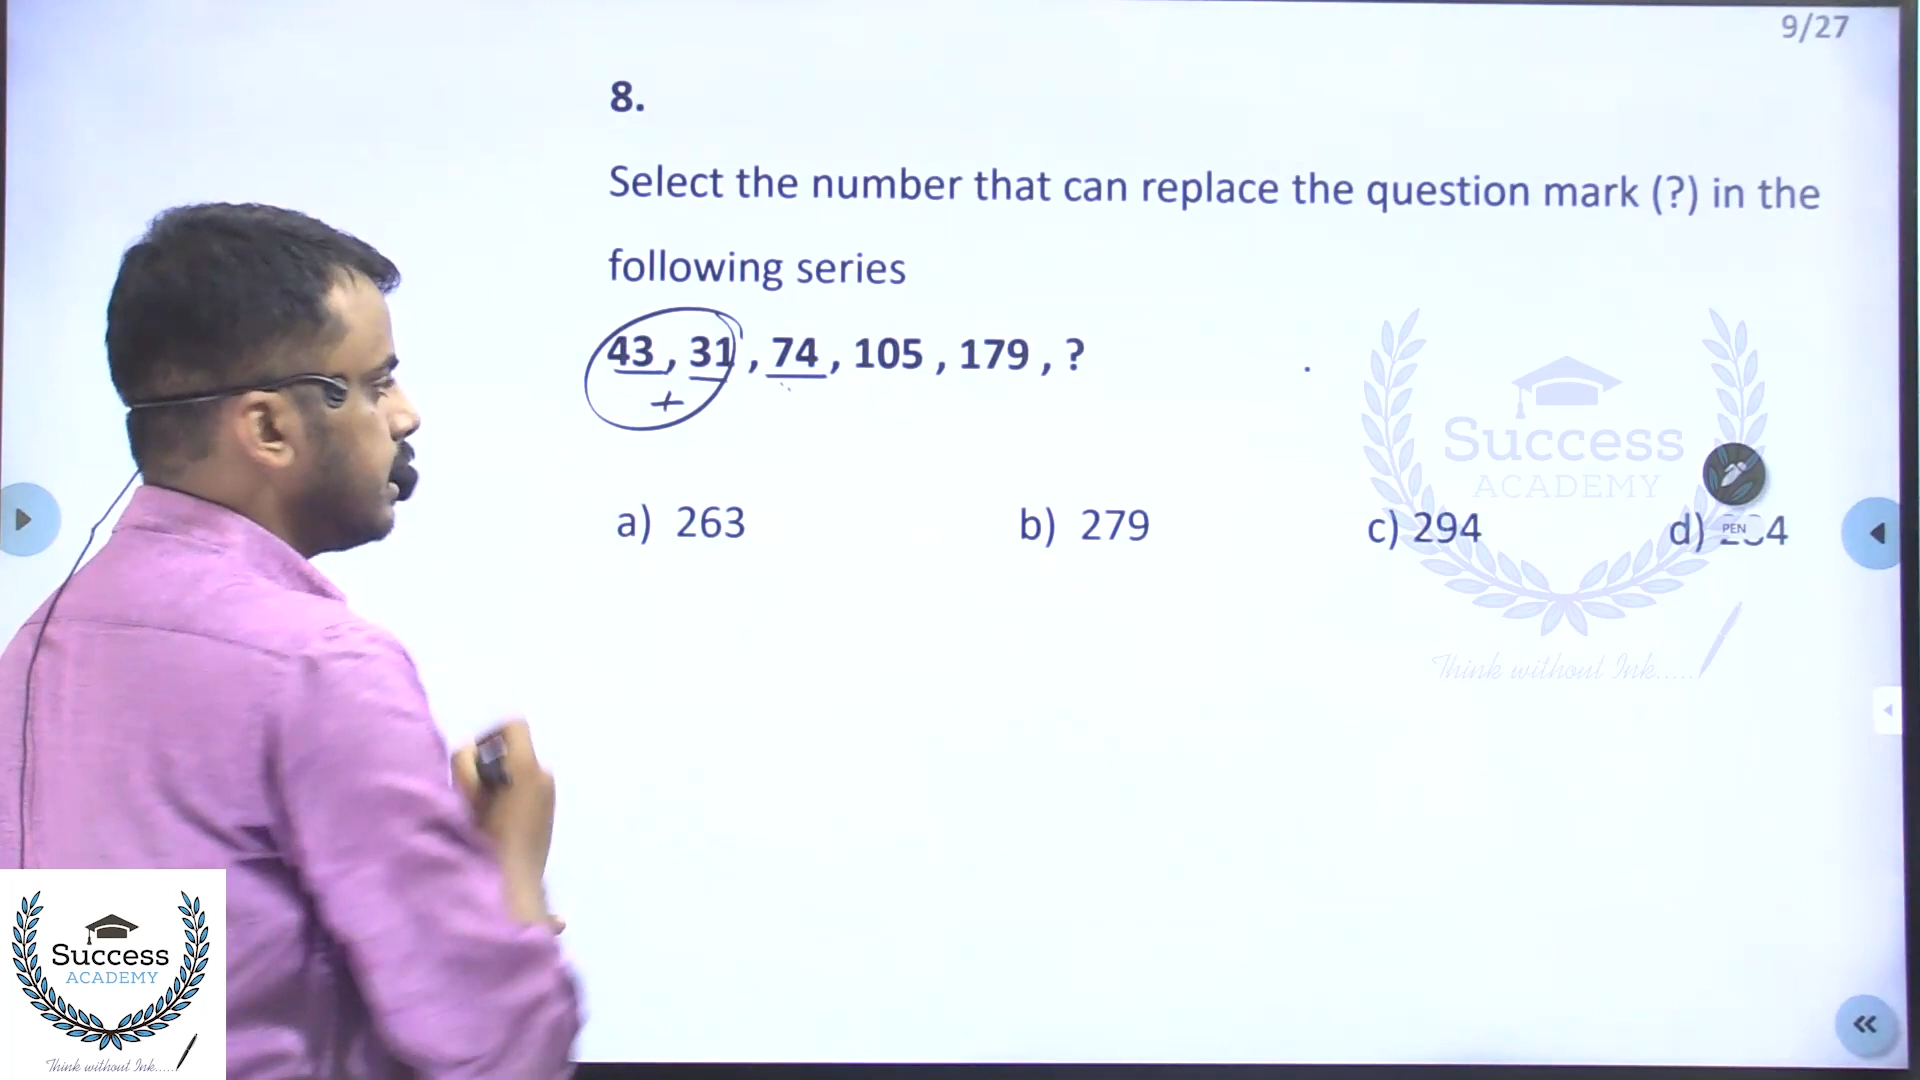 9/27
8.
Select the number that can replace the question mark (?) in the
following series
43 , 31 , 74 , 105 , 179 , ?
+
Success
ACADEMY
a) 263 b) 279 c) 294 d)
PEN
Think without Ink.....
Success
ACADEMY
Think without Ink.....